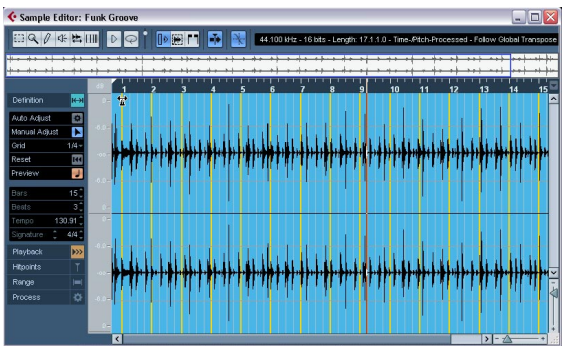 Sample Editor: Funk Groove
44.100 kHz - 16 bits - Length: 17.1.1.0 - Time-/Pitch-Processed - Follow Global Transpose
1 2 3 4 5 6 7 8 9 10 11 12 13 14 15
Definition
Auto Adjust
Manual Adjust
Grid 1/4
Reset
Preview
Bars 15
Beats 3
Tempo 130.91
Signature 4/4
Playback
Hitpoints
Range
Process